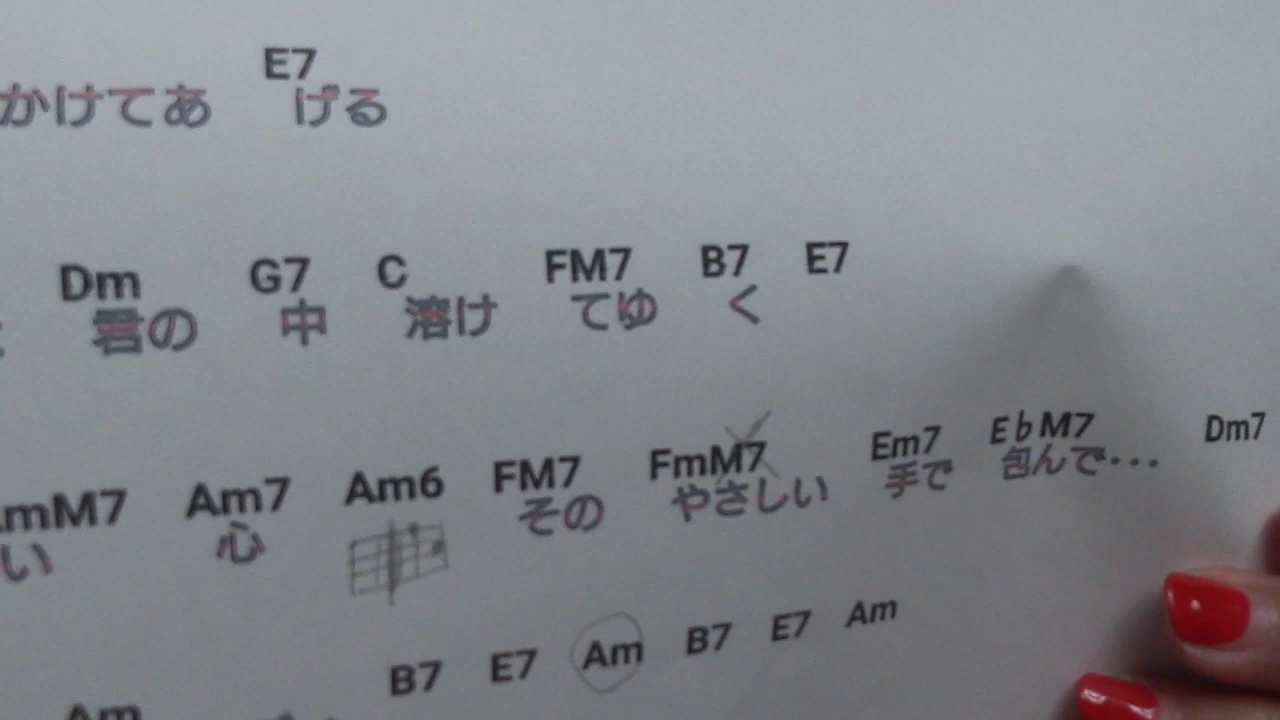 E7
かけてあ げる
Dm G7 C FM7 B7 E7
君の 中 溶け てゆ く
mM7 Am7 Am6 FM7 FmM7 Em7 E♭M7 Dm7
い 心 その やさしい 手で 包んで・・・
B7 E7 Am B7 E7 Am
Am